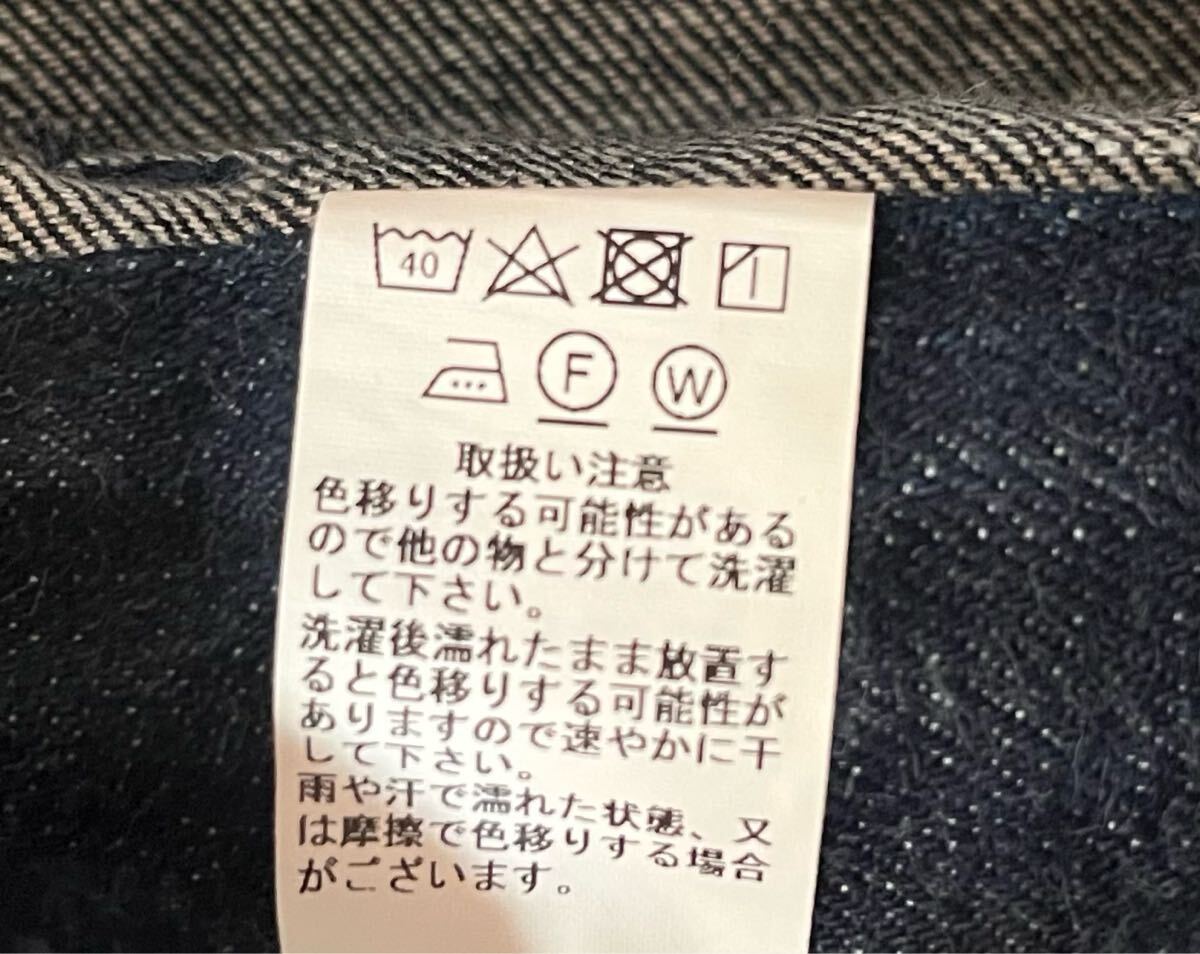 40
F W
取扱い注意
色移りする可能性がある
ので他の物と分けて洗濯
して下さい。
洗濯後濡れたまま放置す
ると色移りする可能性が
ありますので速やかに干
して下さい。
雨や汗で濡れた状態、又
は摩擦で色移りする場合
がございます。